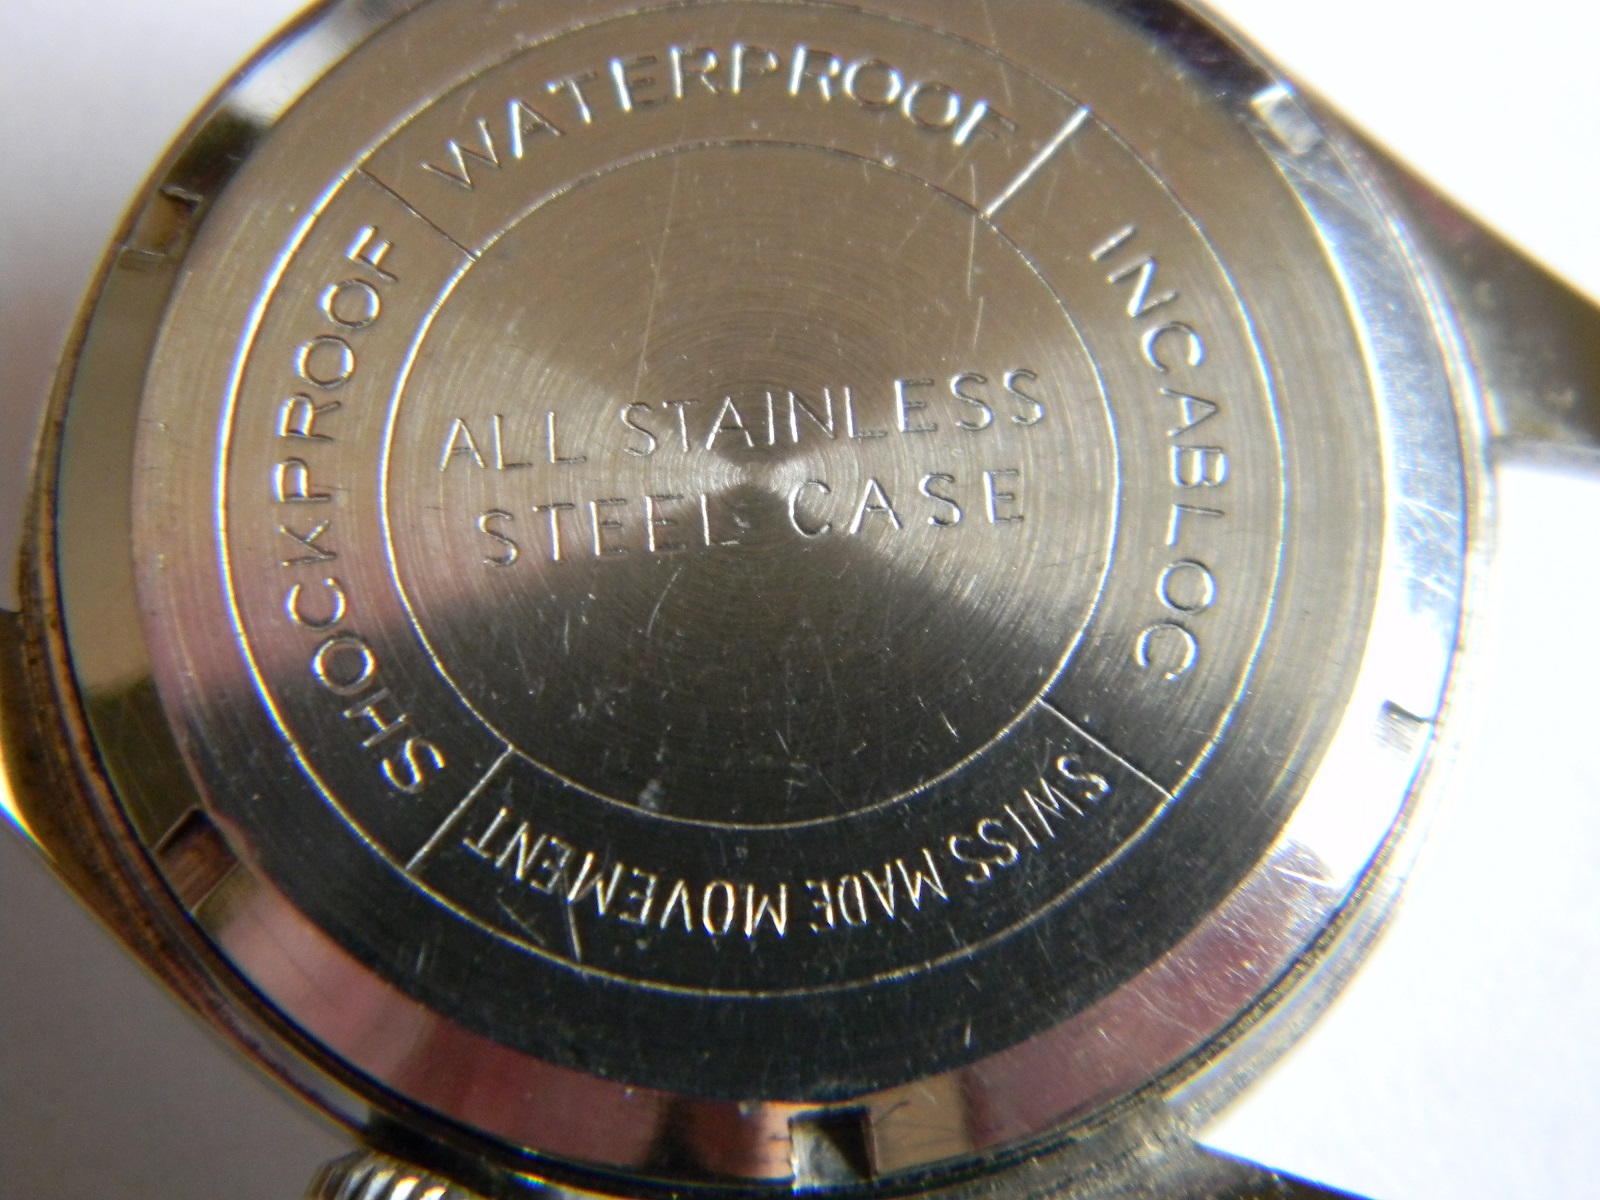 WATERPROOF
INCABLOC
SWISS MADE MOVEMENT
SHOCKPROOF
ALL STAINLESS
STEEL CASE